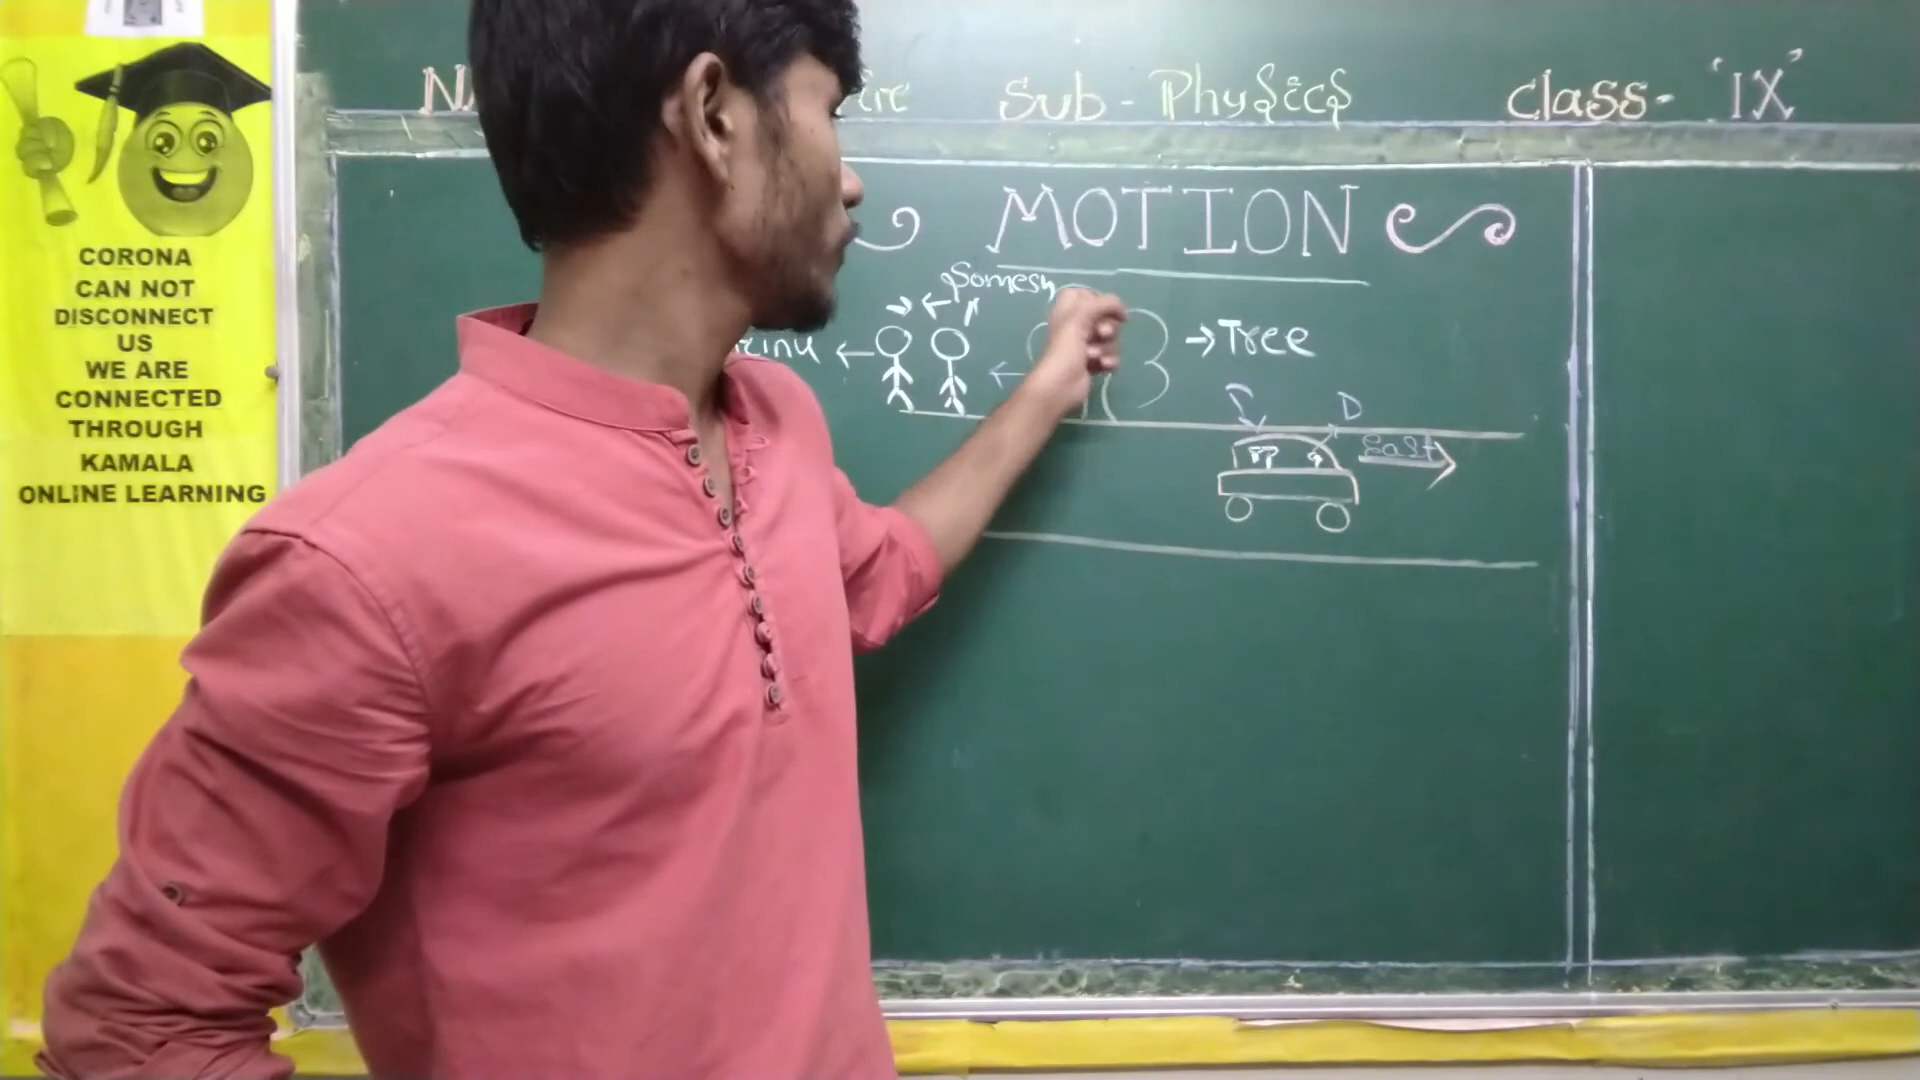 CORONA
CAN NOT
DISCONNECT
US
WE ARE
CONNECTED
THROUGH
KAMALA
ONLINE LEARNING
Sub - Physics
Class - 'IX'
MOTION
Somesh
Tree
P
D
East